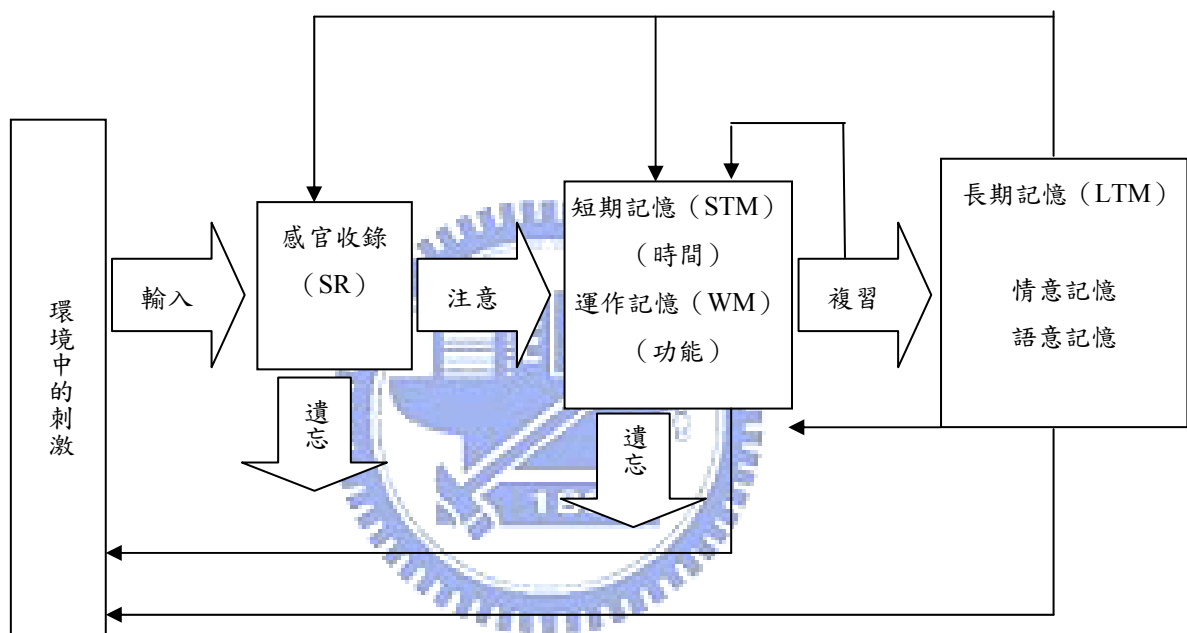 環境中的刺激
輸入
感官收錄
（SR）
遺忘
注意
短期記憶（STM）
（時間）
運作記憶（WM）
（功能）
遺忘
複習
長期記憶（LTM）
情意記憶
語意記憶